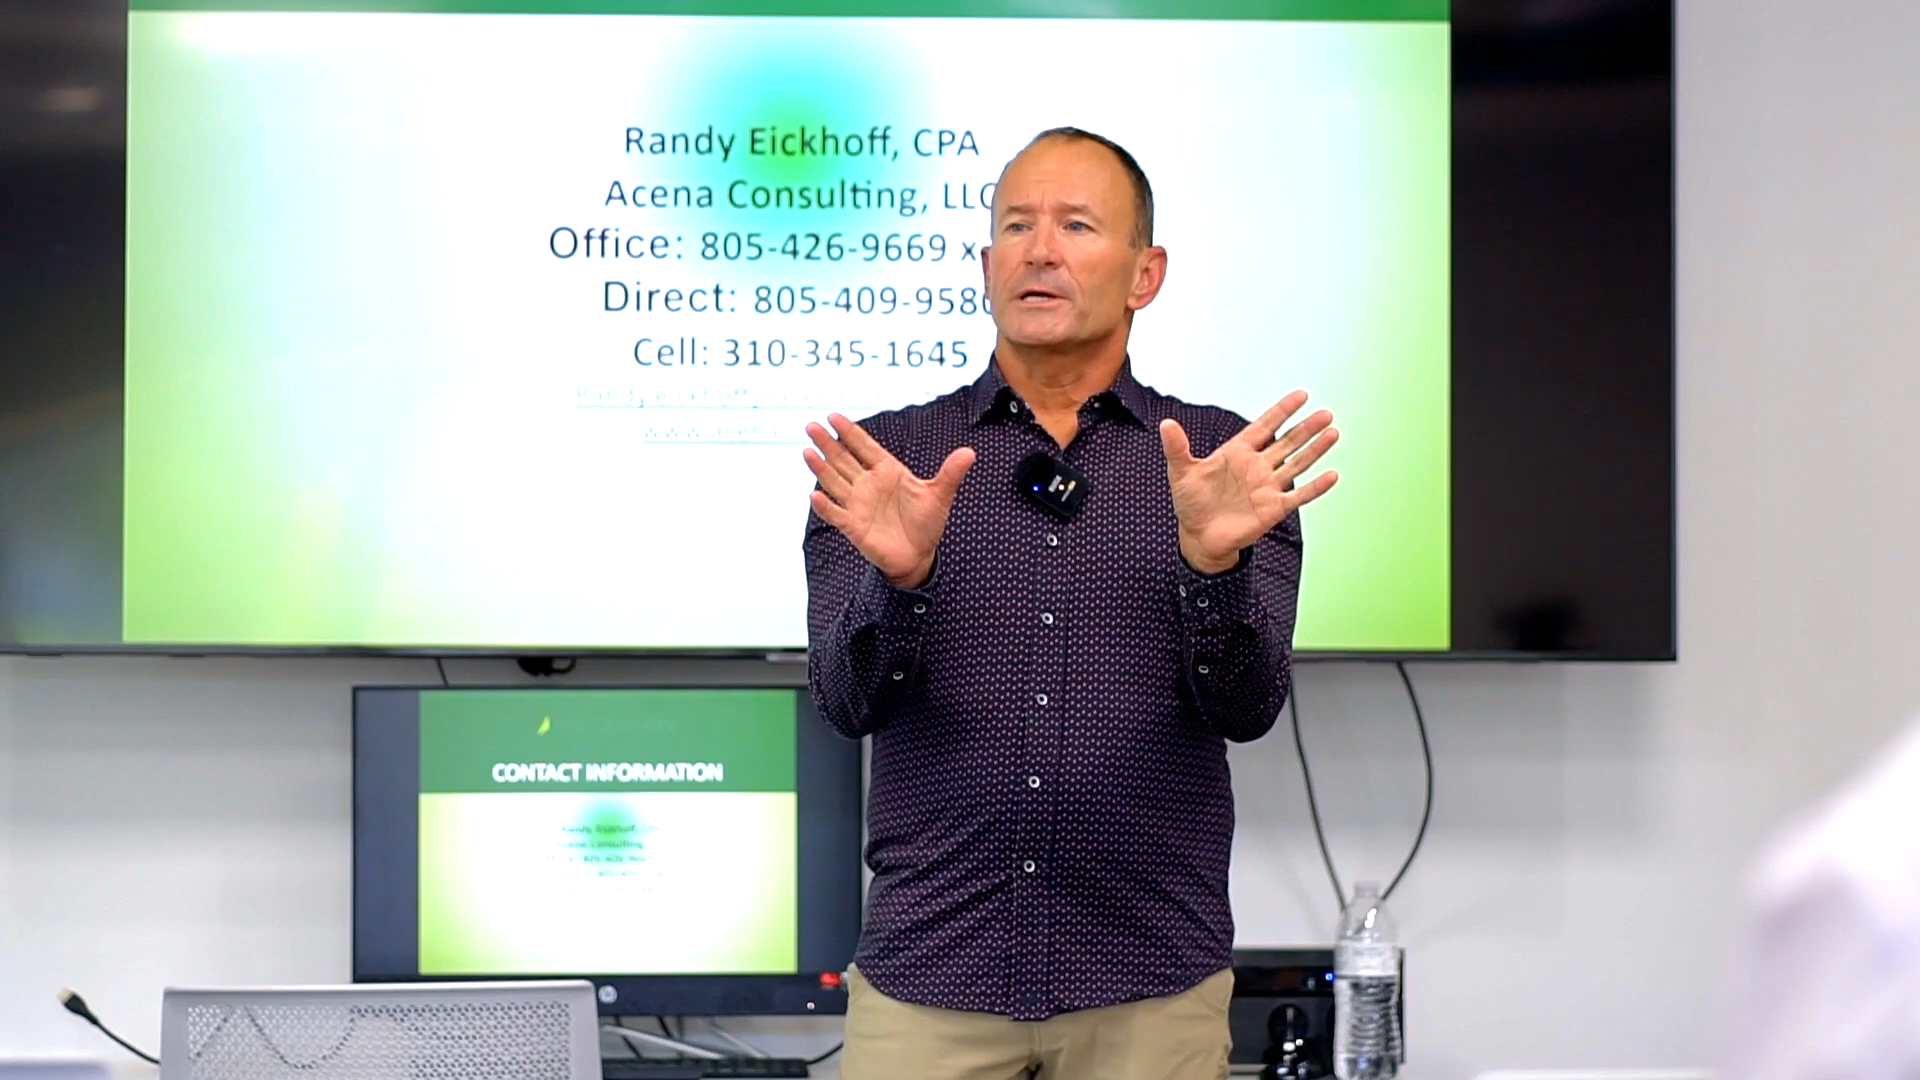 Randy Eickhoff, CPA
Acena Consulting, LLC
Office: 805-426-9669 x
Direct: 805-409-958
Cell: 310-345-1645
CONTACT INFORMATION